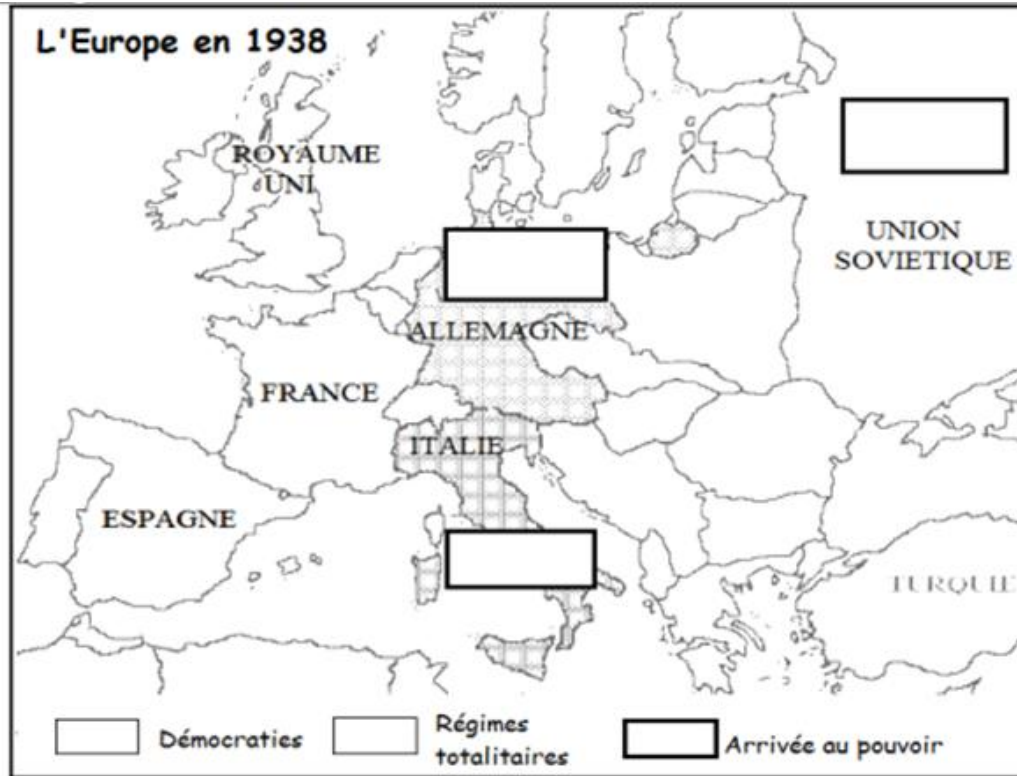 L'Europe en 1938
ROYAUME
UNI
UNION
SOVIETIQUE
ALLEMAGNE
FRANCE
ITALIE
ESPAGNE
TURQUIE
Démocraties
Régimes
totalitaires
Arrivée au pouvoir